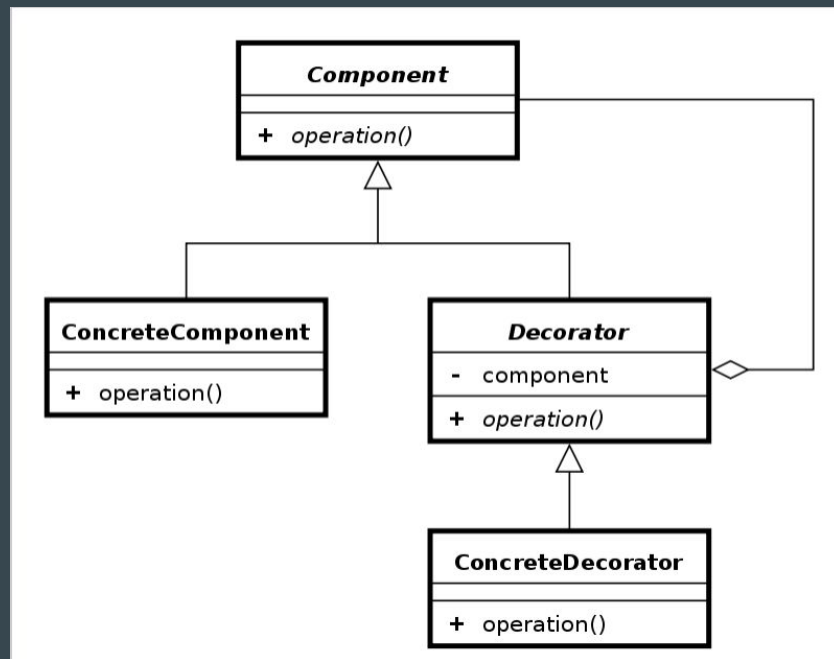 Component
+ operation()
ConcreteComponent
+ operation()
Decorator
- component
+ operation()
ConcreteDecorator
+ operation()